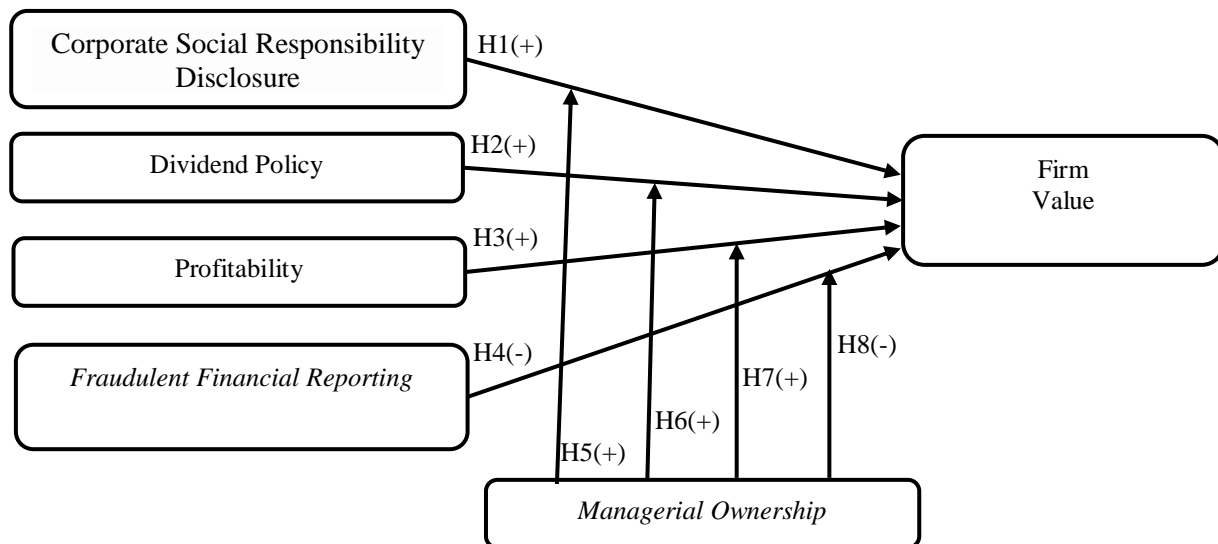 Corporate Social Responsibility
Disclosure
H1(+)
Dividend Policy
H2(+)
Firm
Value
Profitability
H3(+)
Fraudulent Financial Reporting
H4(-)
H8(-)
H7(+)
H6(+)
H5(+)
Managerial Ownership